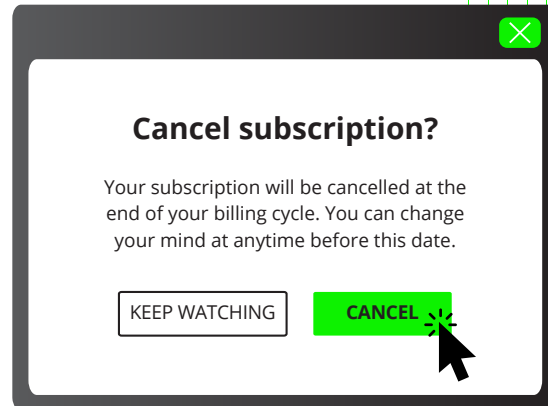 Cancel subscription?
Your subscription will be cancelled at the
end of your billing cycle. You can change
your mind at anytime before this date.
KEEP WATCHING
CANCEL